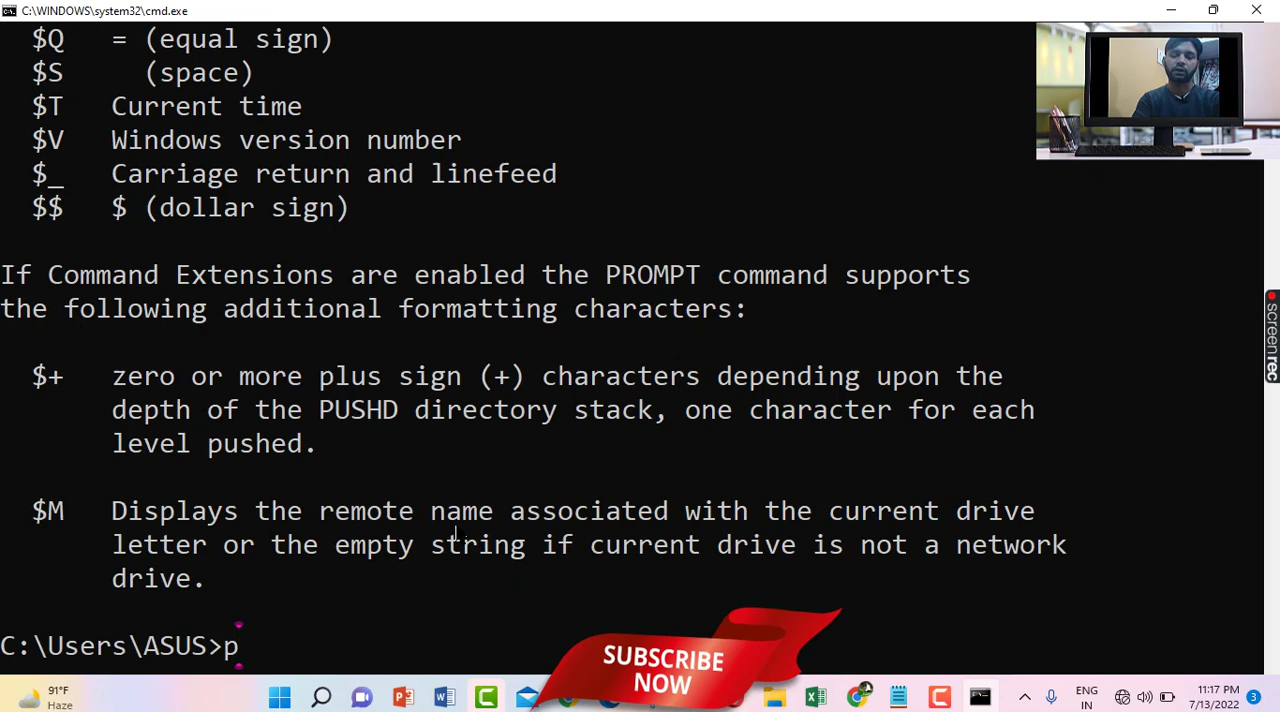 C:\WINDOWS\system32\cmd.exe
$Q = (equal sign)
$S (space)
$T Current time
$V Windows version number
$_ Carriage return and linefeed
$$ $ (dollar sign)
If Command Extensions are enabled the PROMPT command supports
the following additional formatting characters:
$+ zero or more plus sign (+) characters depending upon the
depth of the PUSHD directory stack, one character for each
level pushed.
$M Displays the remote name associated with the current drive
letter or the empty string if current drive is not a network
drive.
C:\Users\ASUS>p
screenrec
SUBSCRIBE
NOW
91°F
Haze
ENG
IN
11:17 PM
7/13/2022
3